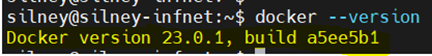 silney@silney-infnet:~$ docker --version
Docker version 23.0.1, build a5ee5b1